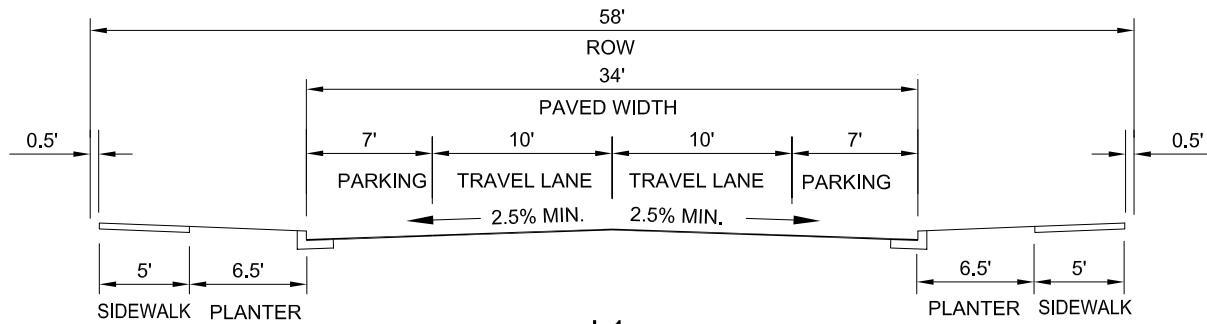 58'
ROW
34'
PAVED WIDTH
0.5' 7' 10' 10' 7' 0.5'
PARKING TRAVEL LANE TRAVEL LANE PARKING
2.5% MIN. 2.5% MIN.
5' 6.5' 6.5' 5'
SIDEWALK PLANTER PLANTER SIDEWALK